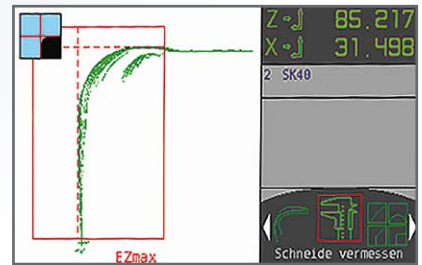 Z 85.217
X 31.498
2 SK40
EZmax
Schneide vermessen